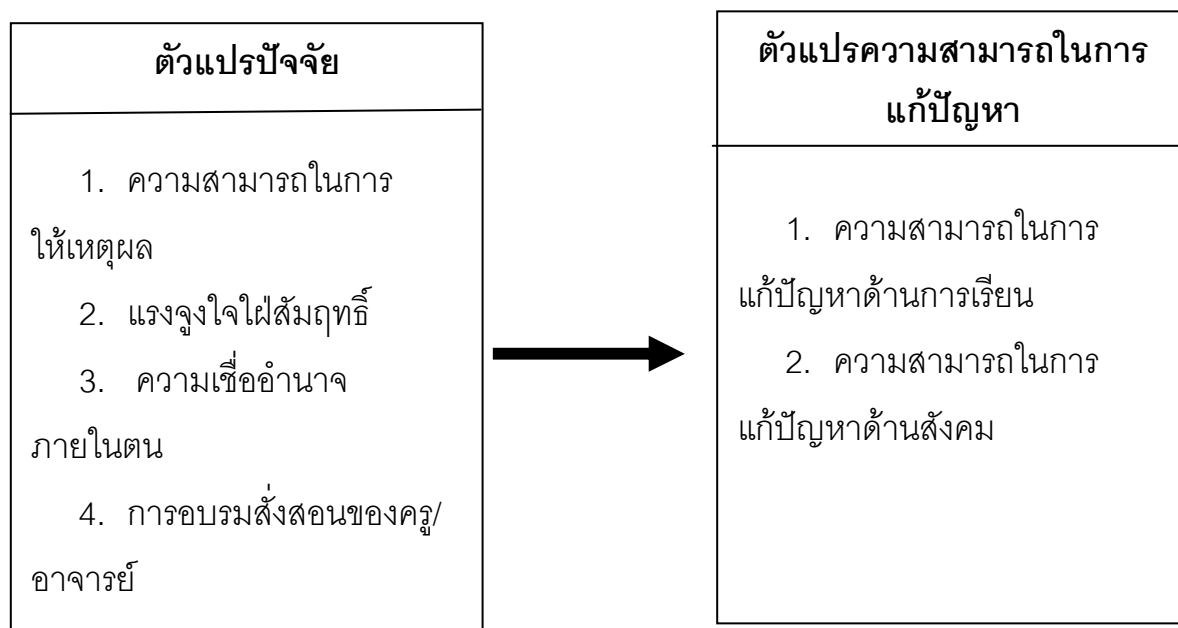 ตัวแปรปัจจัย
1. ความสามารถในการ
ให้เหตุผล
2. แรงจูงใจใฝ่สัมฤทธิ์
3. ความเชื่ออำนาจ
ภายในตน
4. การอบรมสั่งสอนของครู/
อาจารย์
ตัวแปรความสามารถในการ
แก้ปัญหา
1. ความสามารถในการ
แก้ปัญหาด้านการเรียน
2. ความสามารถในการ
แก้ปัญหาด้านสังคม